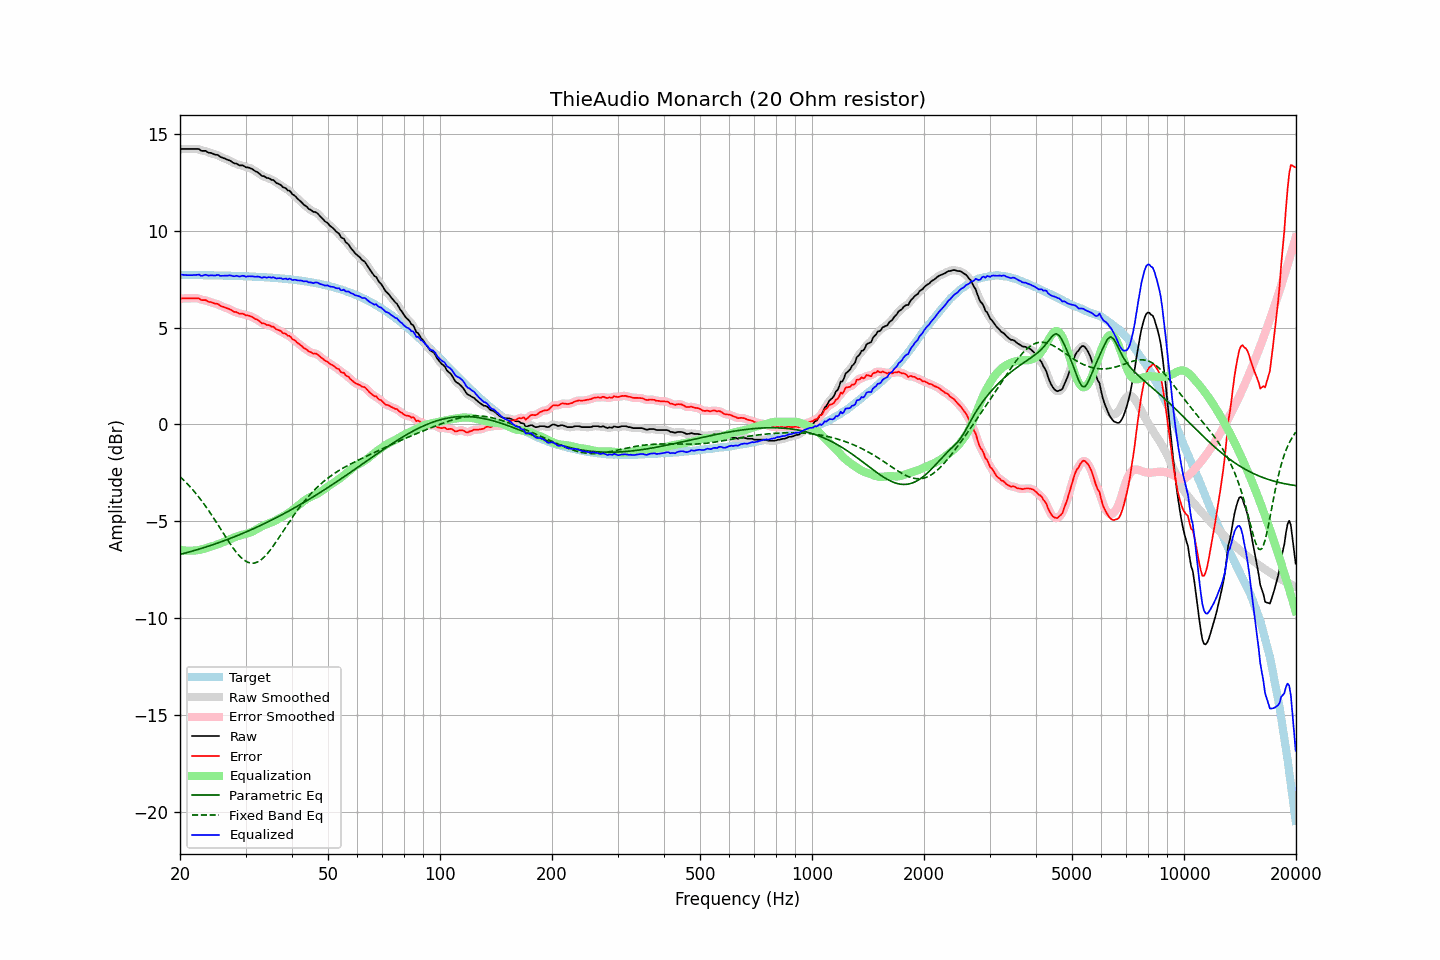 ThieAudio Monarch (20 Ohm resistor)
15
10
5
0
−5
−10
−15
−20
Amplitude (dBr)
Target
Raw Smoothed
Error Smoothed
Raw
Error
Equalization
Parametric Eq
Fixed Band Eq
Equalized
20 50 100 200 500 1000 2000 5000 10000 20000
Frequency (Hz)